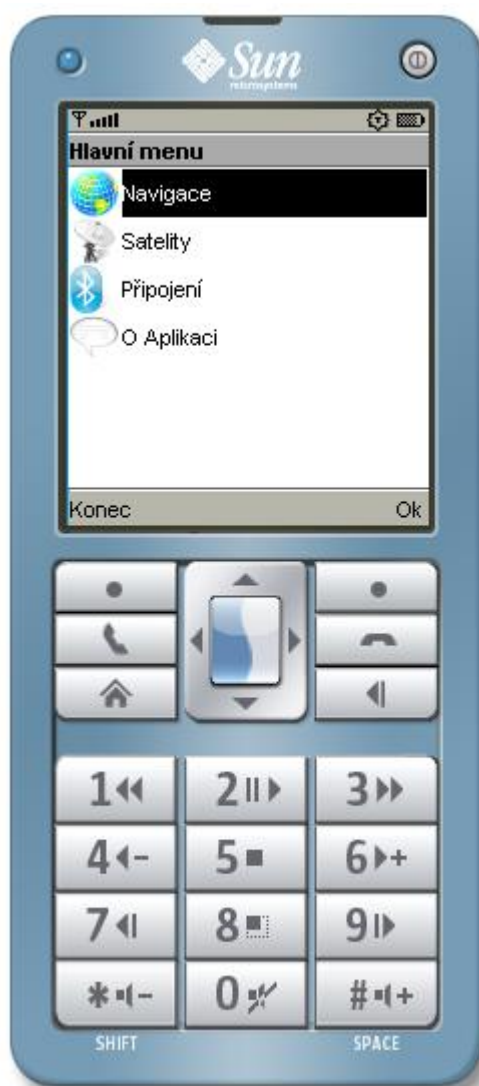 Sun
microsystems
Hlavní menu
Navigace
Satelity
Připojení
O Aplikaci
Konec Ok
1 2 3
4 - 5 6 +
7 8 9
* - 0 # +
SHIFT SPACE